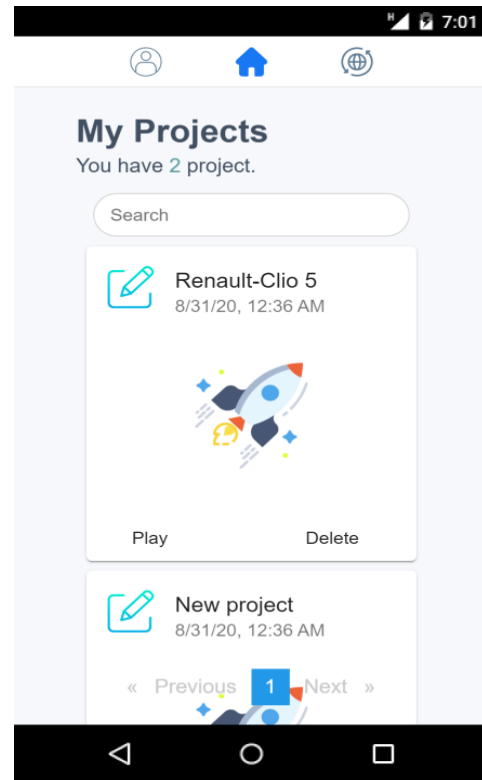 H 7:01
My Projects
You have 2 project.
Search
Renault-Clio 5
8/31/20, 12:36 AM
Play Delete
New project
8/31/20, 12:36 AM
« Previous 1 Next »